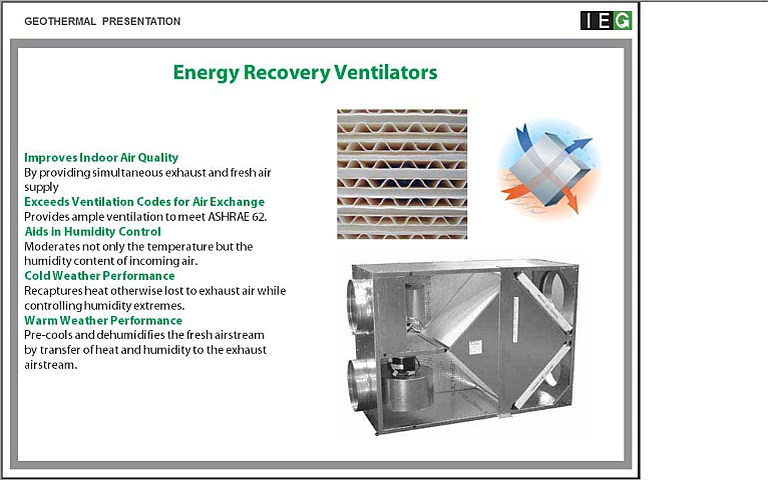 GEOTHERMAL PRESENTATION
IEG
Energy Recovery Ventilators
Improves Indoor Air Quality
By providing simultaneous exhaust and fresh air
supply
Exceeds Ventilation Codes for Air Exchange
Provides ample ventilation to meet ASHRAE 62.
Aids in Humidity Control
Moderates not only the temperature but the
humidity content of incoming air.
Cold Weather Performance
Recaptures heat otherwise lost to exhaust air while
controlling humidity extremes.
Warm Weather Performance
Pre-cools and dehumidifies the fresh airstream
by transfer of heat and humidity to the exhaust
airstream.